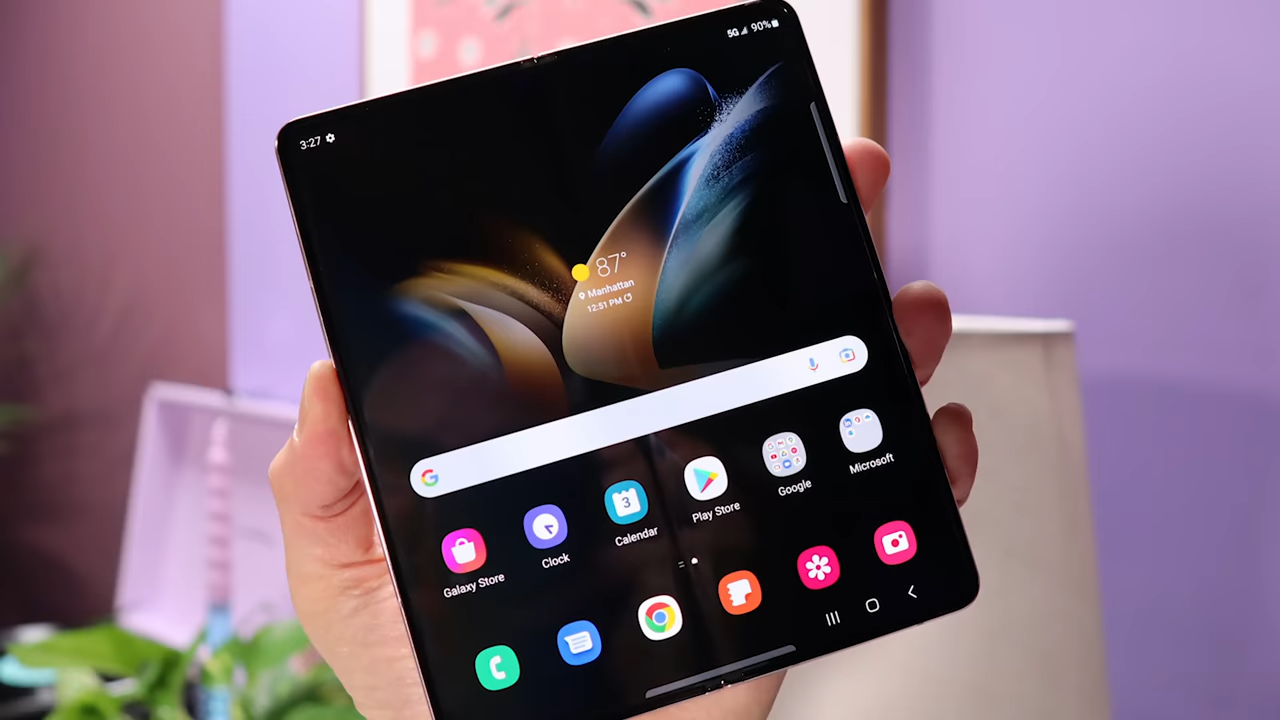 5G 90%
3:27
87°
Manhattan
12:51 PM
G
Galaxy Store
Clock
3
Calendar
Play Store
Google
Microsoft